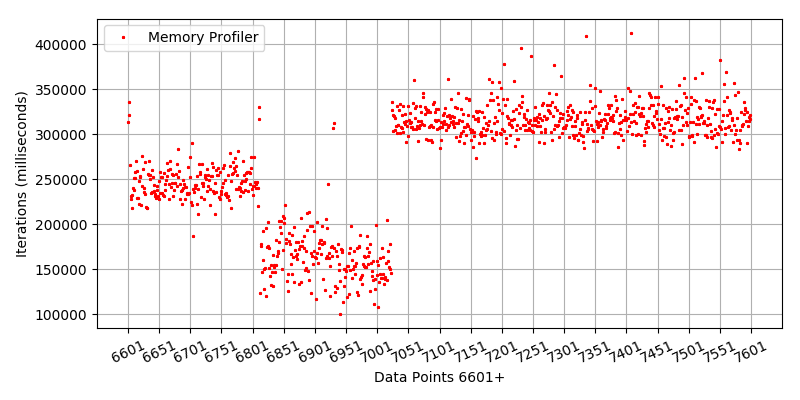 Memory Profiler
Iterations (milliseconds)
400000
350000
300000
250000
200000
150000
100000
6601 6651 6701 6751 6801 6851 6901 6951 7001 7051 7101 7151 7201 7251 7301 7351 7401 7451 7501 7551 7601
Data Points 6601+